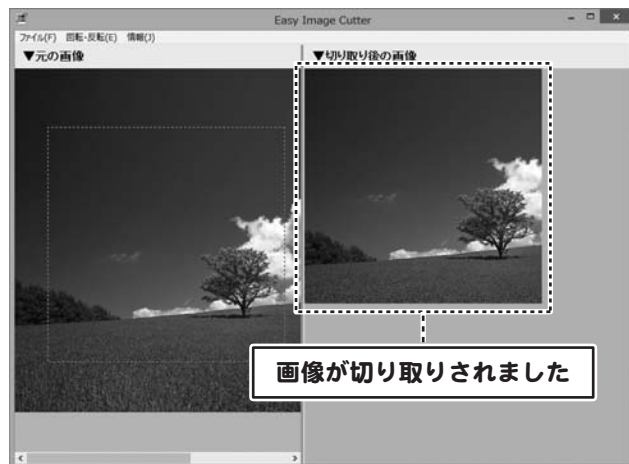 Easy Image Cutter
ファイル(F) 回転・反転(E) 情報(J)
▼元の画像
▼切り取り後の画像
画像が切り取りされました